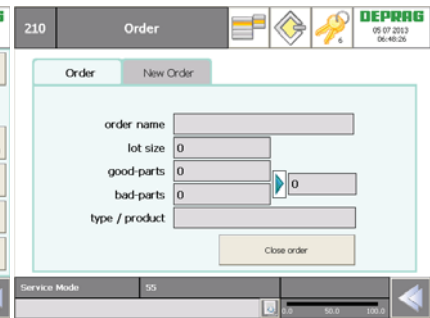 210 Order 6 DEPRAG
05 07 2013
06:48:26
Order New Order
order name
lot size 0
good-parts 0
0
bad-parts 0
type / product
Close order
Service Mode 55
0.0 50.0 100.0